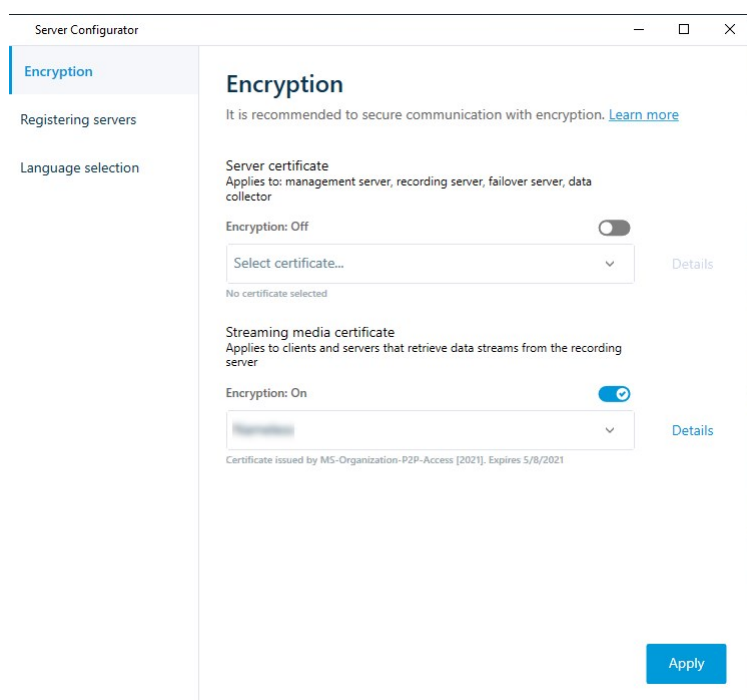 Server Configurator
Encryption
Registering servers
Language selection
Encryption
It is recommended to secure communication with encryption. Learn more
Server certificate
Applies to: management server, recording server, failover server, data
collector
Encryption: Off
Select certificate...
Details
No certificate selected
Streaming media certificate
Applies to clients and servers that retrieve data streams from the recording
server
Encryption: On
Details
Certificate issued by MS-Organization-P2P-Access [2021]. Expires 5/8/2021
Apply